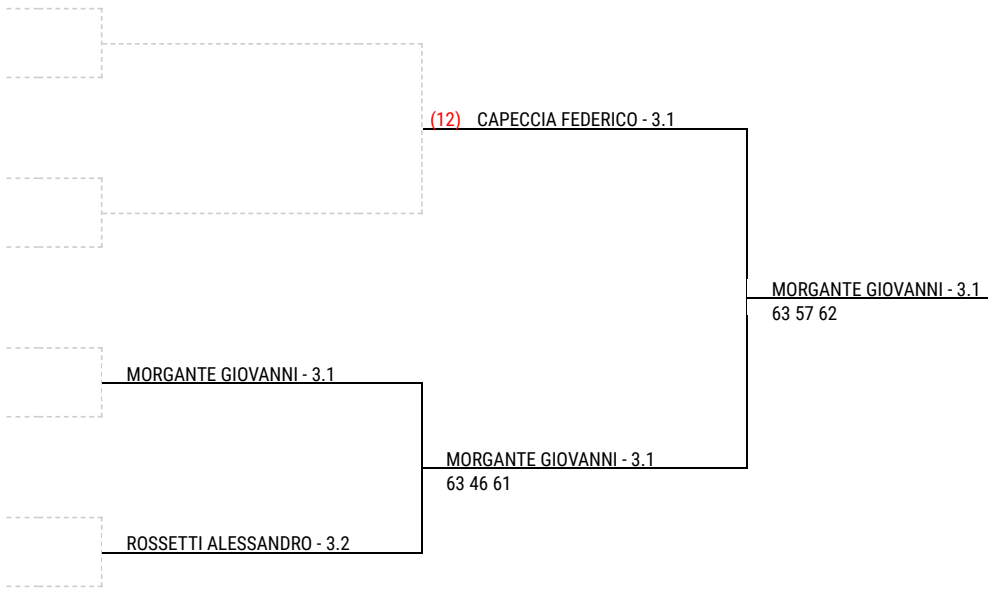 (12) CAPECCIA FEDERICO - 3.1
MORGANTE GIOVANNI - 3.1
63 57 62
MORGANTE GIOVANNI - 3.1
MORGANTE GIOVANNI - 3.1
63 46 61
ROSSETTI ALESSANDRO - 3.2